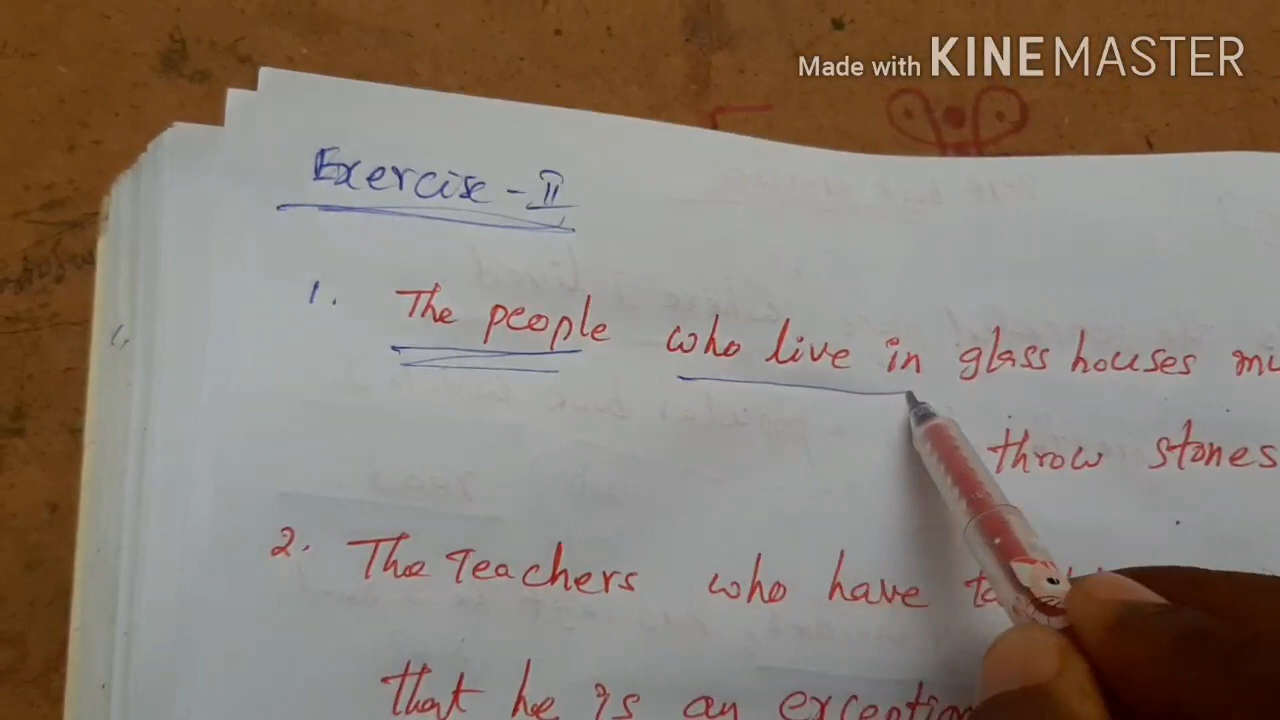 Made with KINEMASTER
Exercise - II
1. The people who live in glass houses
throw stones
2. The Teachers who have
that he is an